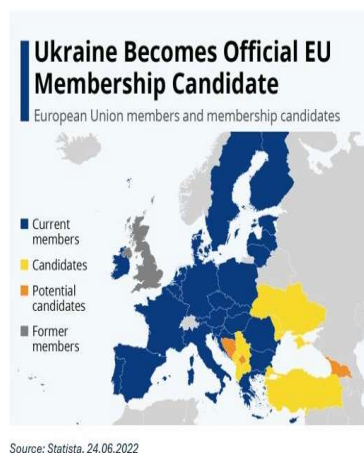 Ukraine Becomes Official EU
Membership Candidate
European Union members and membership candidates
Current
members
Candidates
Potential
candidates
Former
members
Source: Statista, 24.06.2022